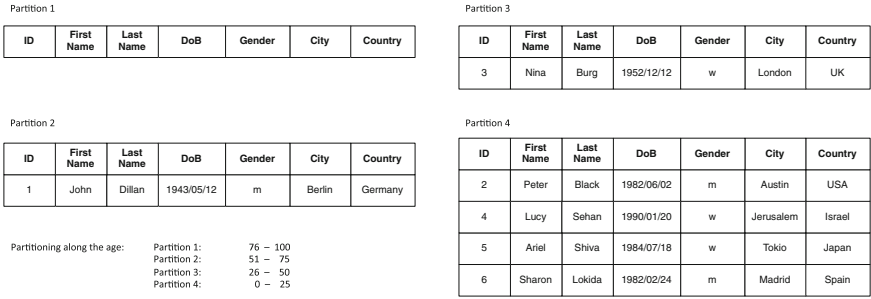 Partition 1
ID First Name Last Name DoB Gender City Country
Partition 2
ID First Name Last Name DoB Gender City Country
1 John Dillan 1943/05/12 m Berlin Germany
Partitioning along the age: Partition 1: 76 – 100
Partition 2: 51 – 75
Partition 3: 26 – 50
Partition 4: 0 – 25
Partition 3
ID First Name Last Name DoB Gender City Country
3 Nina Burg 1952/12/12 w London UK
Partition 4
ID First Name Last Name DoB Gender City Country
2 Peter Black 1982/06/02 m Austin USA
4 Lucy Sehan 1990/01/20 w Jerusalem Israel
5 Ariel Shiva 1984/07/18 w Tokio Japan
6 Sharon Lokida 1982/02/24 m Madrid Spain